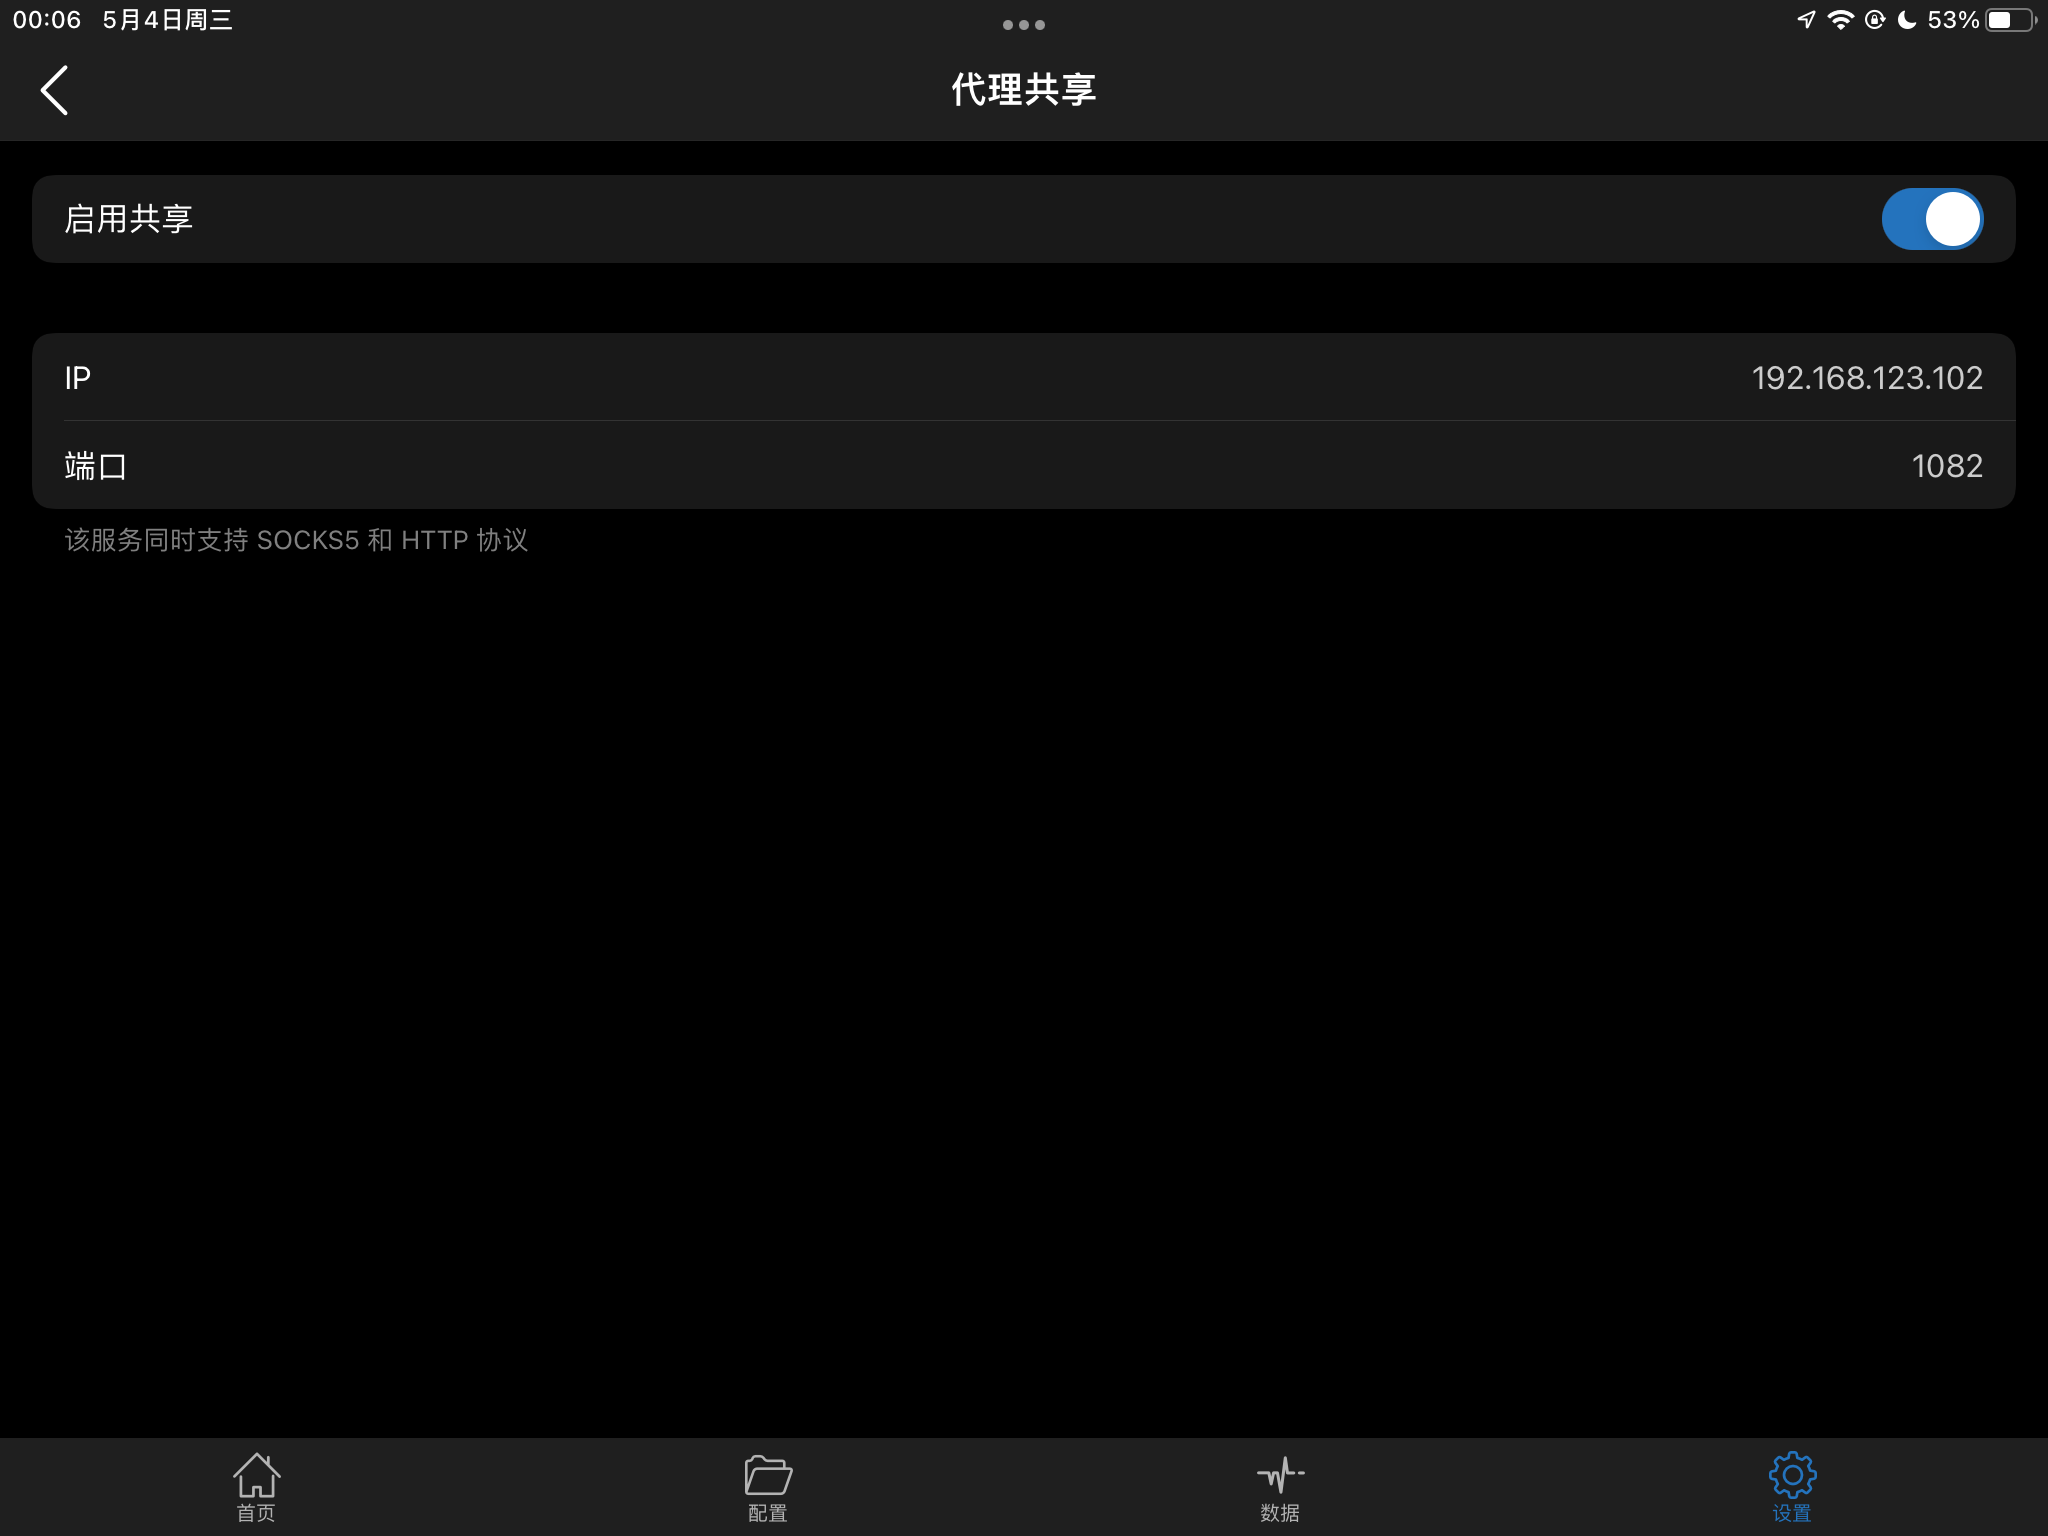 00:06 5月4日周三
53%
代理共享
启用共享
IP 192.168.123.102
端口 1082
该服务同时支持 SOCKS5 和 HTTP 协议
首页 配置 数据 设置